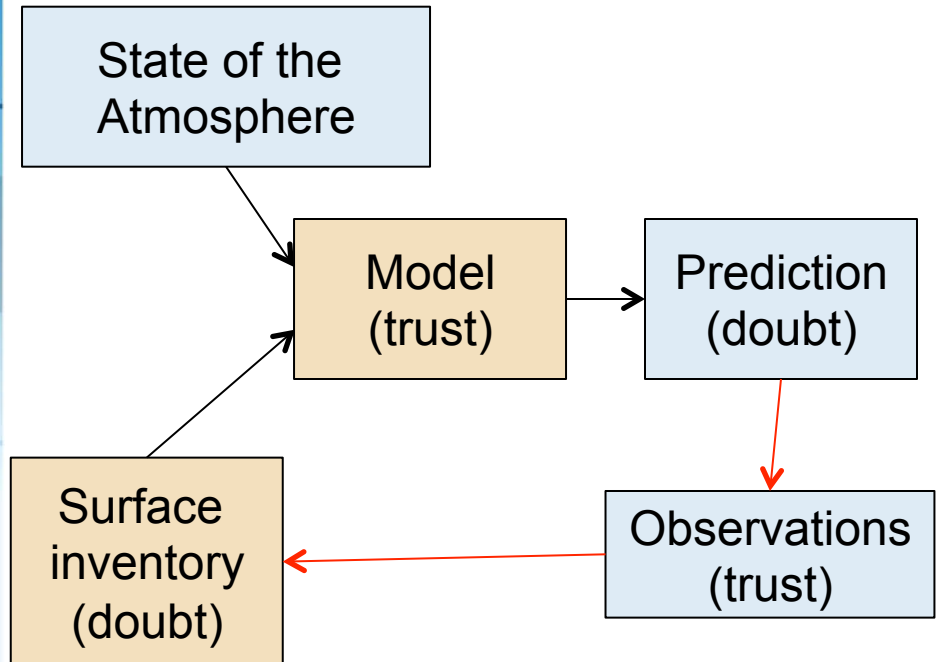 State of the
Atmosphere
Model
(trust)
Prediction
(doubt)
Surface
inventory
(doubt)
Observations
(trust)